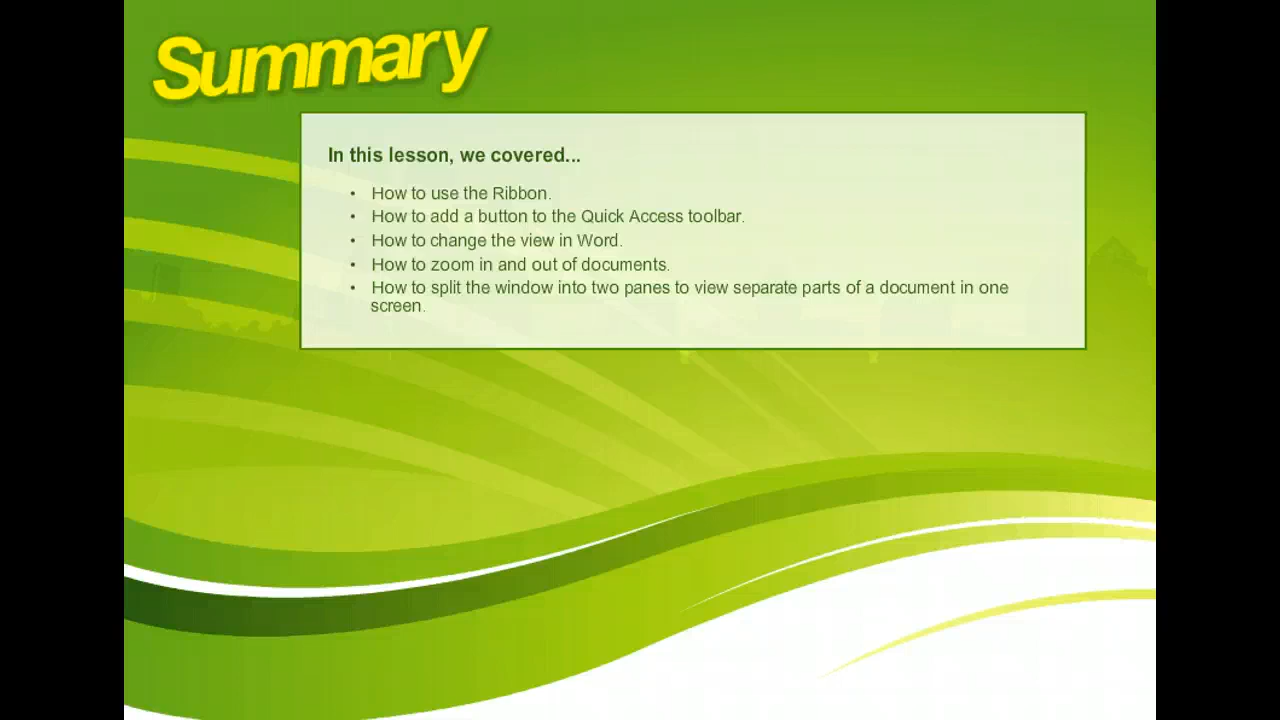 Summary
In this lesson, we covered...
• How to use the Ribbon.
• How to add a button to the Quick Access toolbar.
• How to change the view in Word.
• How to zoom in and out of documents.
• How to split the window into two panes to view separate parts of a document in one
screen.